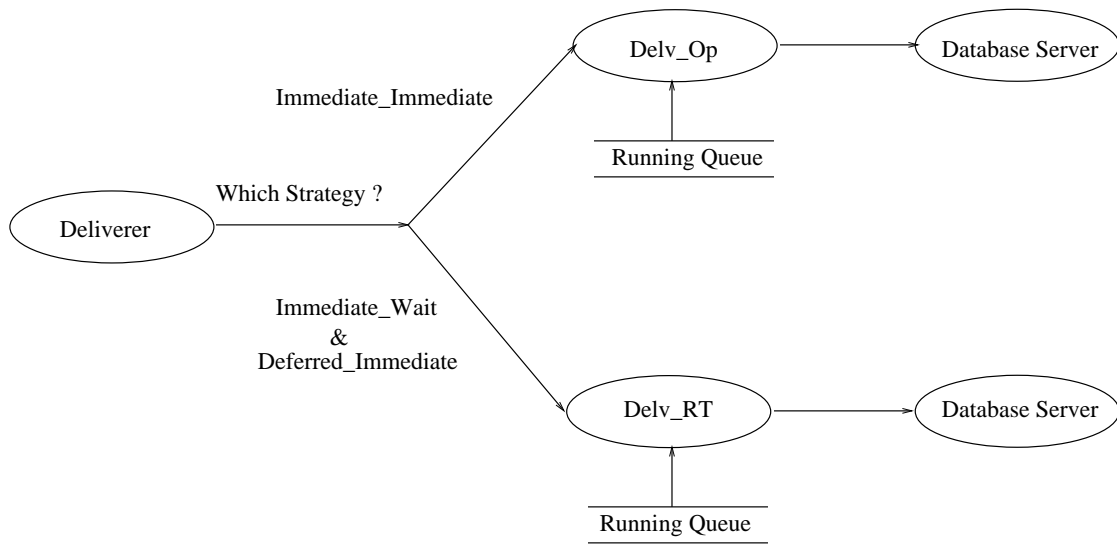 Delv_Op
Database Server
Immediate_Immediate
Running Queue
Which Strategy ?
Deliverer
Immediate_Wait
&
Deferred_Immediate
Delv_RT
Database Server
Running Queue